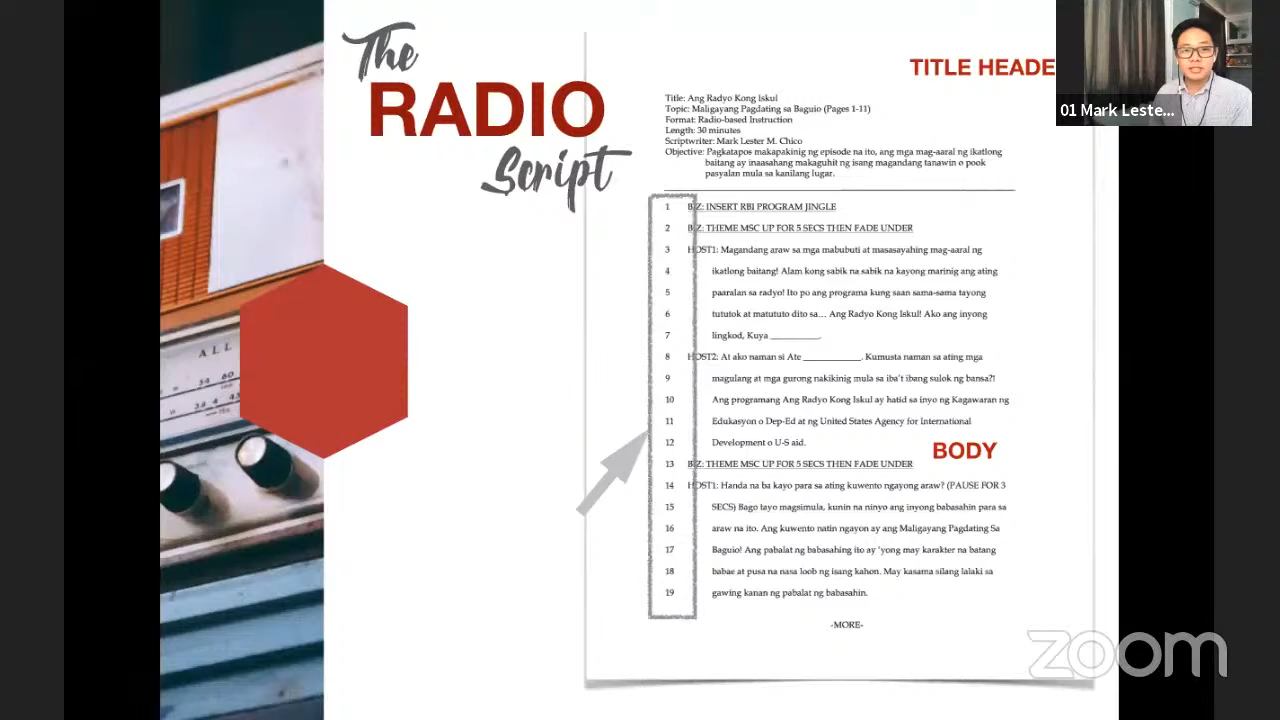 The
RADIO
Script
TITLE HEADE
01 Mark Leste...
Title: Ang Radyo Kong Iskul
Topic: Maligayang Pagdating sa Baguio (Pages 1-11)
Format: Radio-based Instruction
Length: 30 minutes
Scriptwriter: Mark Lester M. Chico
Objective: Pagkatapos makapakinig ng episode na ito, ang mga mag-aaral ng ikatlong
baitang ay inaasahang makaguhit ng isang magandang tanawin o pook
pasyalan mula sa kanilang lugar.
1 BIZ: INSERT RBI PROGRAM JINGLE
2 BIZ: THEME MSC UP FOR 5 SECS THEN FADE UNDER
3 HOST1: Magandang araw sa mga mabubuti at masasayahing mag-aaral ng
4 ikatlong baitang! Alam kong sabik na sabik na kayong marinig ang ating
5 paaralan sa radyo! Ito po ang programa kung saan sama-sama tayong
6 tututok at matututo dito sa... Ang Radyo Kong Iskul! Ako ang inyong
7 lingkod, Kuya __________.
8 HOST2: At ako naman si Ate ____________. Kumusta naman sa ating mga
9 magulang at mga gurong nakikinig mula sa iba't ibang sulok ng bansa?!
10 Ang programang Ang Radyo Kong Iskul ay hatid sa inyo ng Kagawaran ng
11 Edukasyon o Dep-Ed at ng United States Agency for International
12 Development o U-S aid.
BODY
13 BIZ: THEME MSC UP FOR 5 SECS THEN FADE UNDER
14 HOST1: Handa na ba kayo para sa ating kuwento ngayong araw? (PAUSE FOR 3
15 SECS) Bago tayo magsimula, kunin na ninyo ang inyong babasahin para sa
16 araw na ito. Ang kuwento natin ngayon ay ang Maligayang Pagdating Sa
17 Baguio! Ang pabalat ng babasahing ito ay 'yong may karakter na batang
18 babae at pusa na nasa loob ng isang kahon. May kasama silang lalaki sa
19 gawing kanan ng pabalat ng babasahin.
-MORE-
ALL
54 60
34 4
zoom